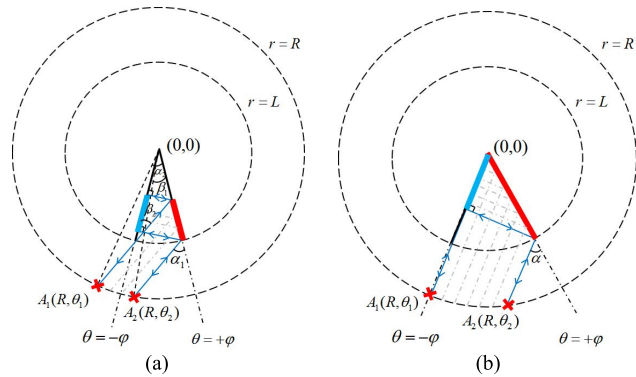 r = R
r = L
(0,0)
α
β
β
α₁
A₁(R,θ₁)
A₂(R,θ₂)
θ=−φ
θ=+φ
(a)
r = R
r = L
(0,0)
α
A₁(R,θ₁)
A₂(R,θ₂)
θ=−φ
θ=+φ
(b)